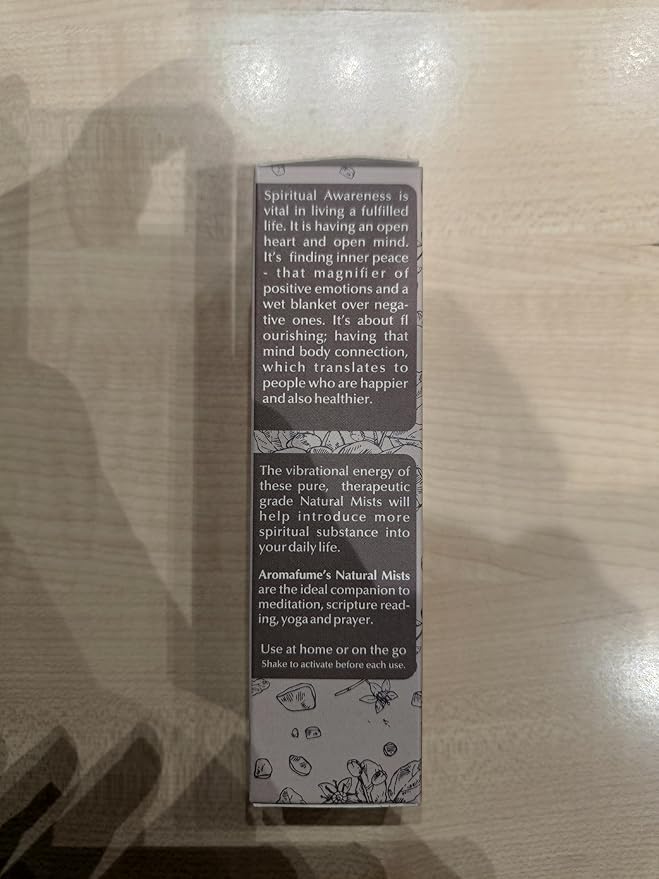 Spiritual Awareness is
vital in living a fulfilled
life. It is having an open
heart and open mind.
It's finding inner peace
- that magnifier of
positive emotions and a
wet blanket over nega-
tive ones. It's about fl
ourishing; having that
mind body connection,
which translates to
people who are happier
and also healthier.
The vibrational energy of
these pure, therapeutic
grade Natural Mists will
help introduce more
spiritual substance into
your daily life.
Aromafume's Natural Mists
are the ideal companion to
meditation, scripture read-
ing, yoga and prayer.
Use at home or on the go
Shake to activate before each use.